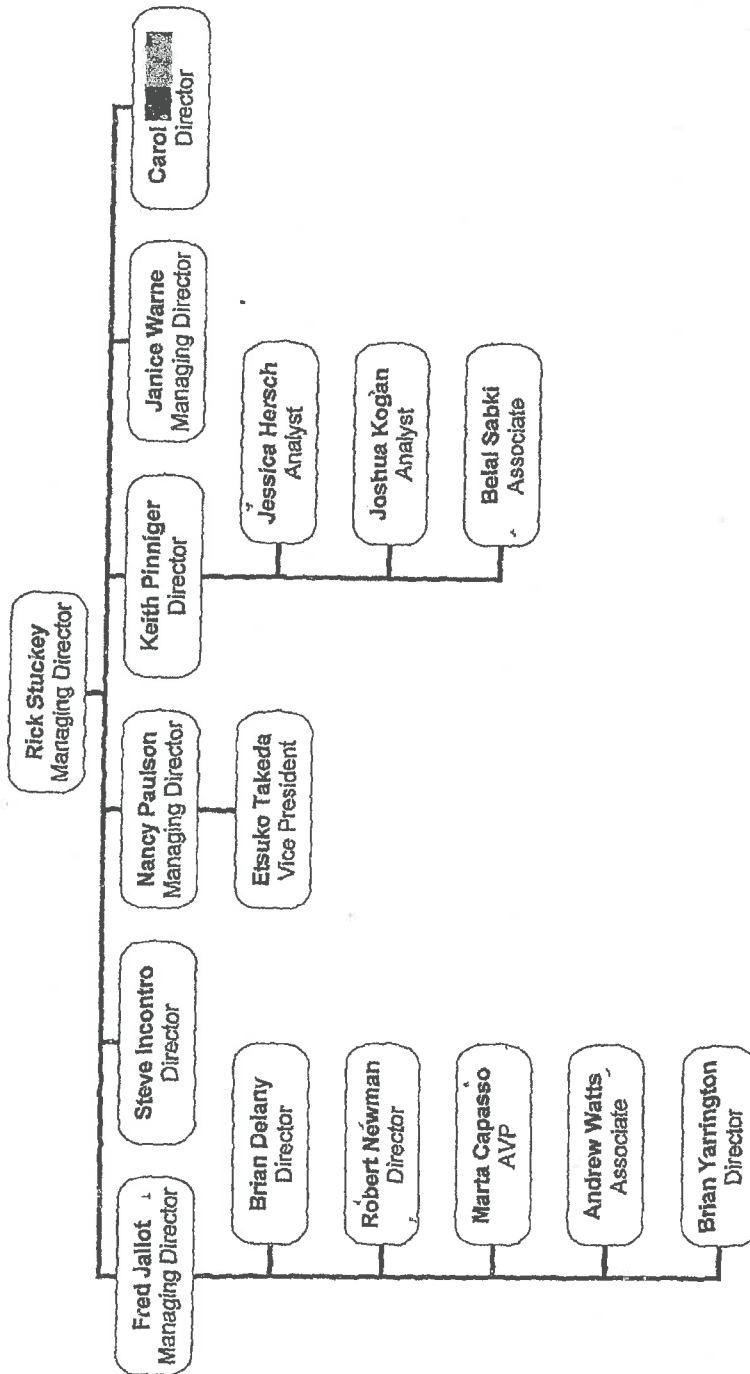 Rick Stuckey
Managing Director
Fred Jallot
Managing Director
Steve Incontro
Director
Nancy Paulson
Managing Director
Keith Pinniger
Director
Janice Warne
Managing Director
Carol
Director
Brian Delany
Director
Robert Newman
Director
Marta Capasso
AVP
Andrew Watts
Associate
Brian Yarrington
Director
Etsuko Takeda
Vice President
Jessica Hersch
Analyst
Joshua Kogan
Analyst
Belal Sabki
Associate